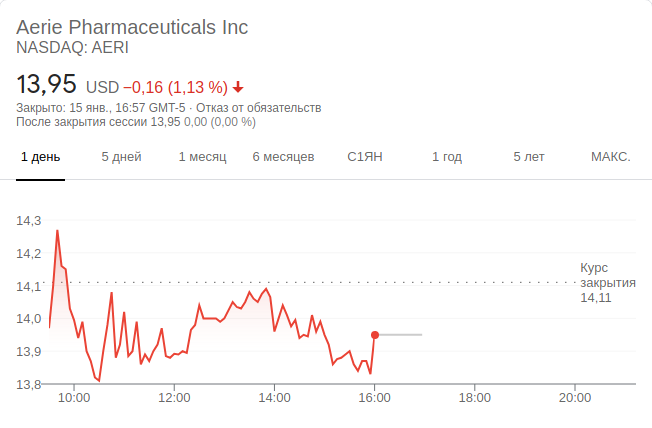 Aerie Pharmaceuticals Inc
NASDAQ: AERI
13,95 USD −0,16 (1,13 %)
Закрыто: 15 янв., 16:57 GMT-5 · Отказ от обязательств
После закрытия сессии 13,95 0,00 (0,00 %)
1 день 5 дней 1 месяц 6 месяцев С1ЯН 1 год 5 лет МАКС.
14,3
14,2
14,1
14,0
13,9
13,8
Курс
закрытия
14,11
10:00 12:00 14:00 16:00 18:00 20:00